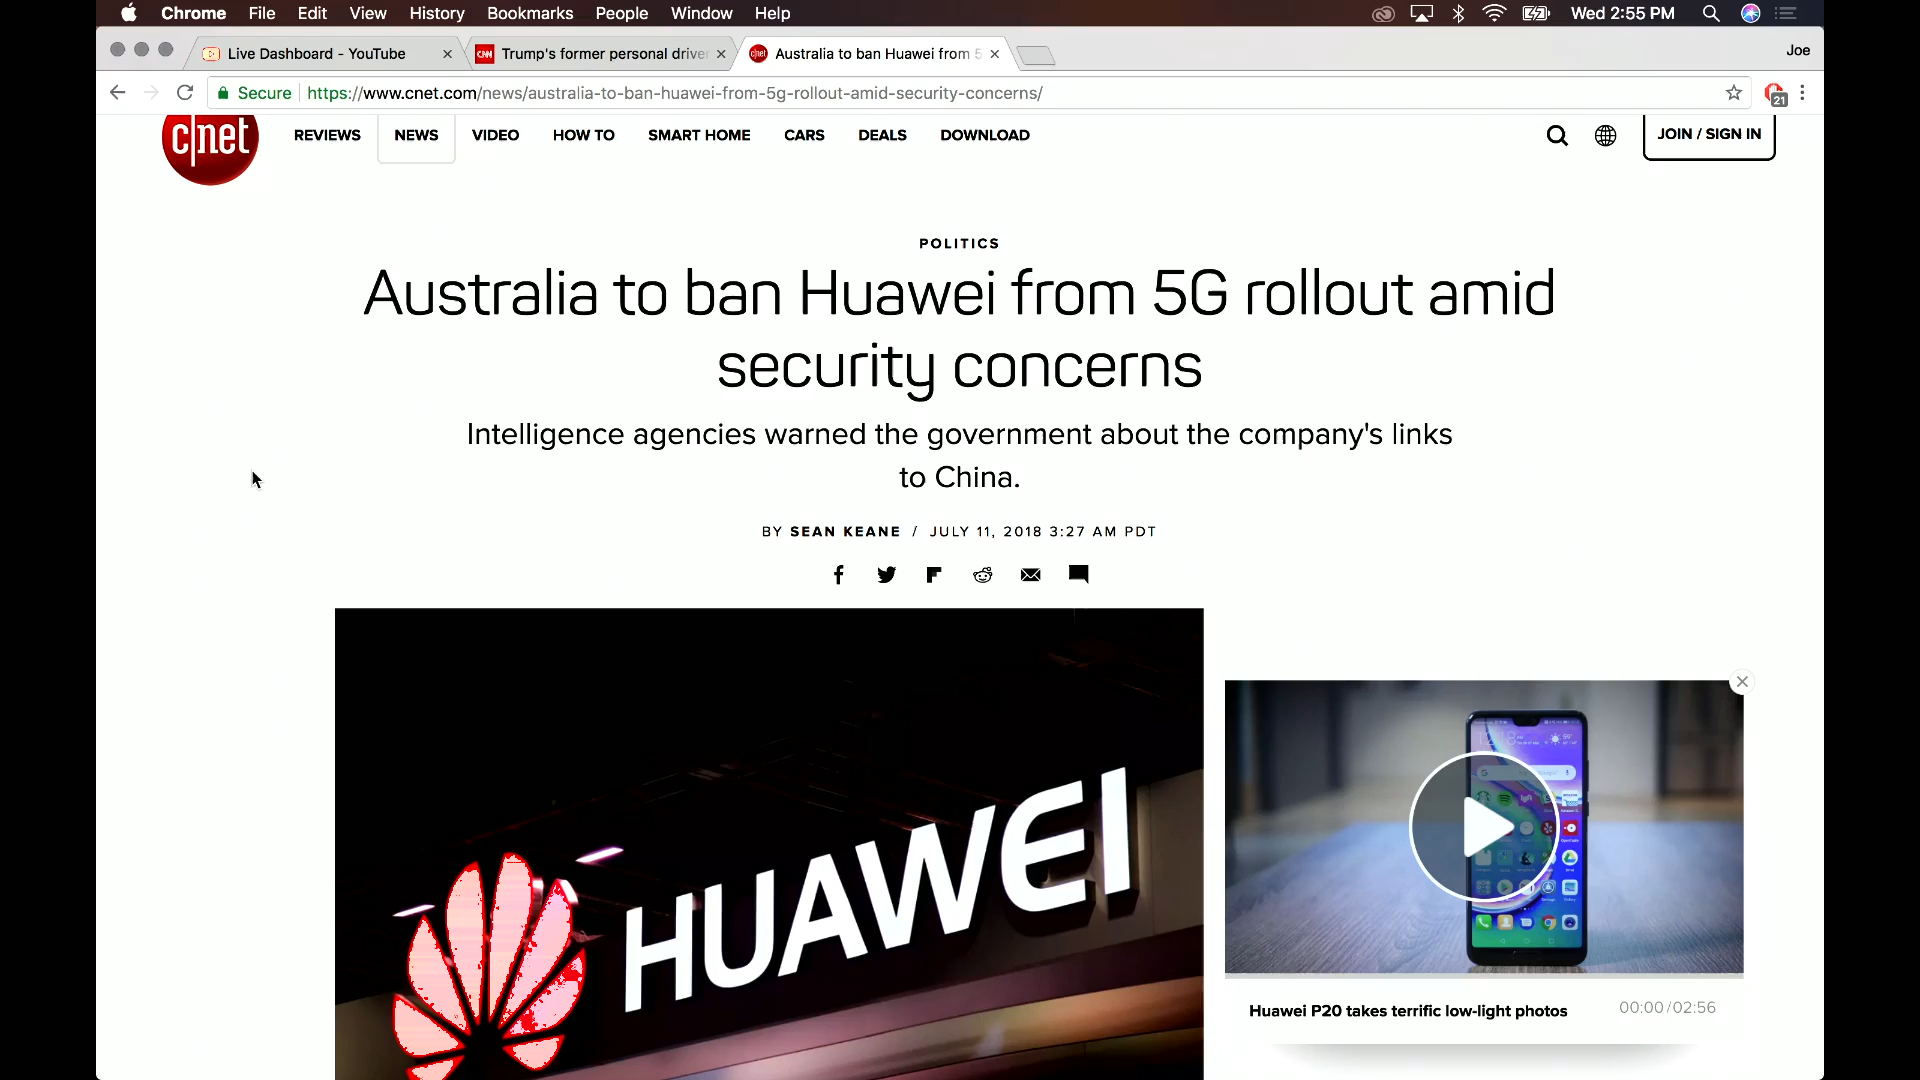 Chrome File Edit View History Bookmarks People Window Help Wed 2:55 PM
Live Dashboard - YouTube Trump's former personal drive Australia to ban Huawei from 5 Joe
Secure https://www.cnet.com/news/australia-to-ban-huawei-from-5g-rollout-amid-security-concerns/ 21
c|net REVIEWS NEWS VIDEO HOW TO SMART HOME CARS DEALS DOWNLOAD JOIN / SIGN IN
POLITICS
Australia to ban Huawei from 5G rollout amid
security concerns
Intelligence agencies warned the government about the company's links
to China.
BY SEAN KEANE / JULY 11, 2018 3:27 AM PDT
HUAWEI
Huawei P20 takes terrific low-light photos 00:00/02:56